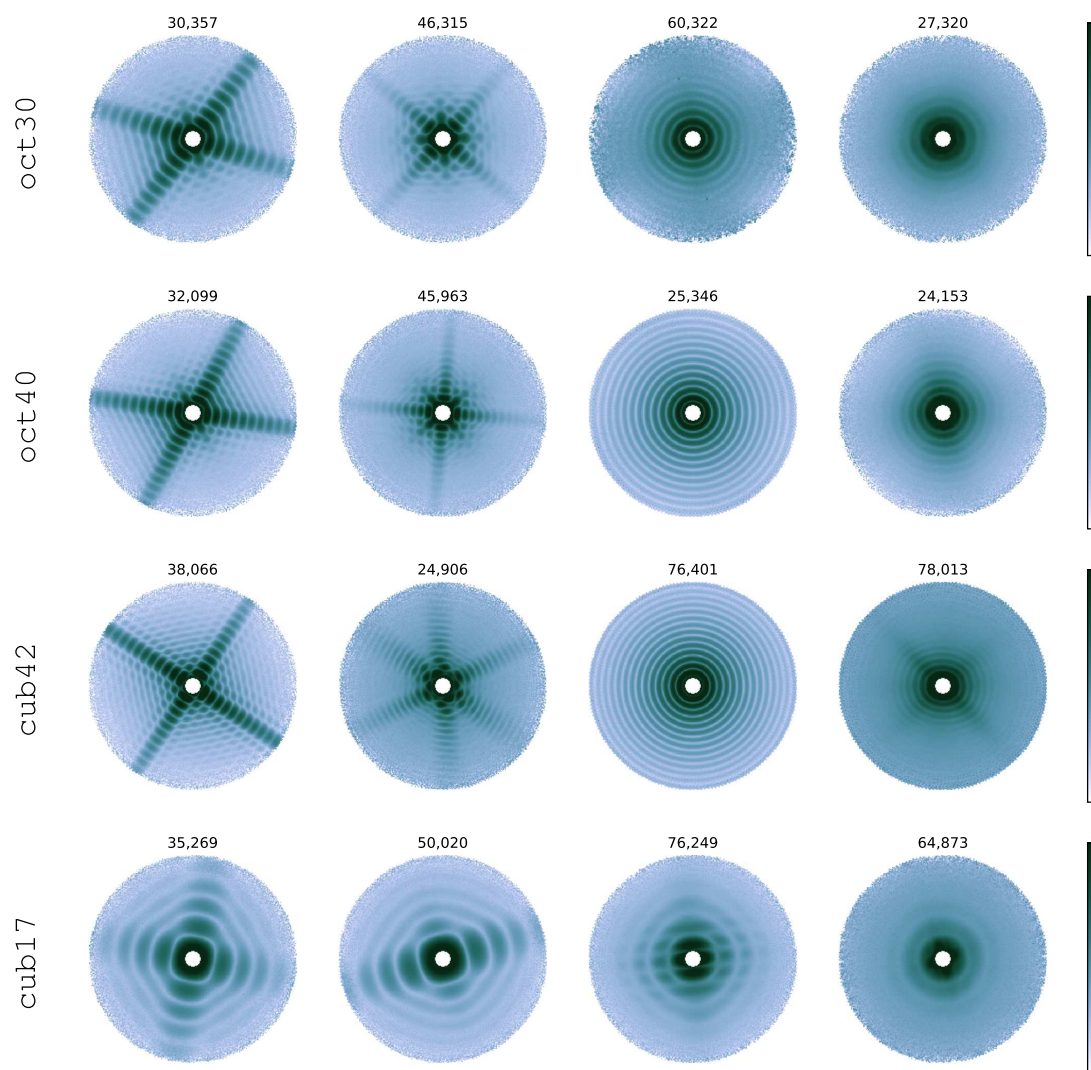 30,357 46,315 60,322 27,320
oct30
32,099 45,963 25,346 24,153
oct40
38,066 24,906 76,401 78,013
cub42
35,269 50,020 76,249 64,873
cub17